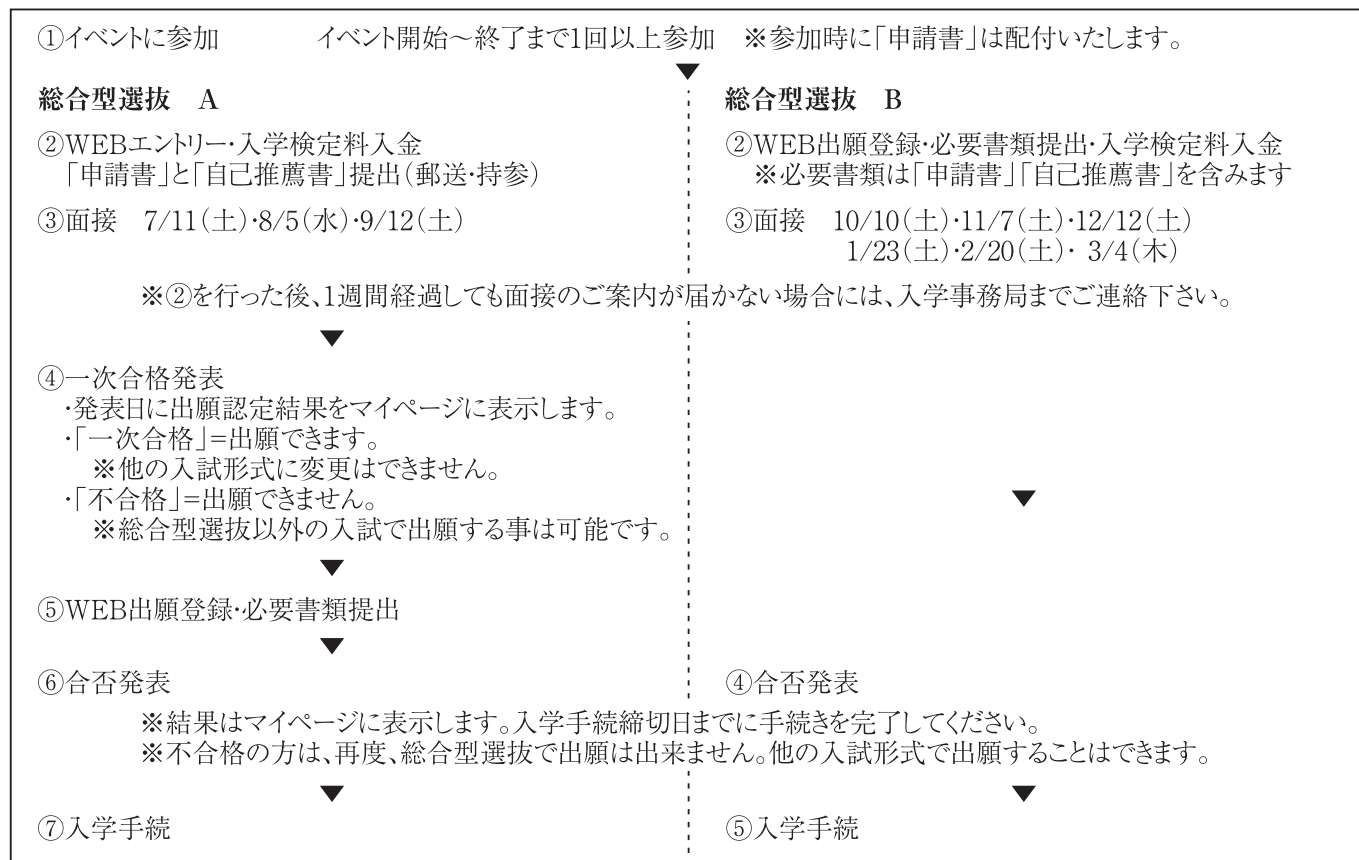 ①イベントに参加　　　イベント開始～終了まで1回以上参加　※参加時に「申請書」は配付いたします。
▼
総合型選抜　A
②WEBエントリー・入学検定料入金
「申請書」と「自己推薦書」提出(郵送・持参)
③面接　7/11(土)・8/5(水)・9/12(土)
総合型選抜　B
②WEB出願登録・必要書類提出・入学検定料入金
※必要書類は「申請書」「自己推薦書」を含みます
③面接　10/10(土)・11/7(土)・12/12(土)
1/23(土)・2/20(土)・ 3/4(木)
※②を行った後、1週間経過しても面接のご案内が届かない場合には、入学事務局までご連絡下さい。
▼
④一次合格発表
・発表日に出願認定結果をマイページに表示します。
・「一次合格」=出願できます。
※他の入試形式に変更はできません。
・「不合格」=出願できません。
※総合型選抜以外の入試で出願する事は可能です。
▼
▼
⑤WEB出願登録・必要書類提出
▼
⑥合否発表　　　④合否発表
※結果はマイページに表示します。入学手続締切日までに手続きを完了してください。
※不合格の方は、再度、総合型選抜で出願は出来ません。他の入試形式で出願することはできます。
▼　　　▼
⑦入学手続　　　⑤入学手続